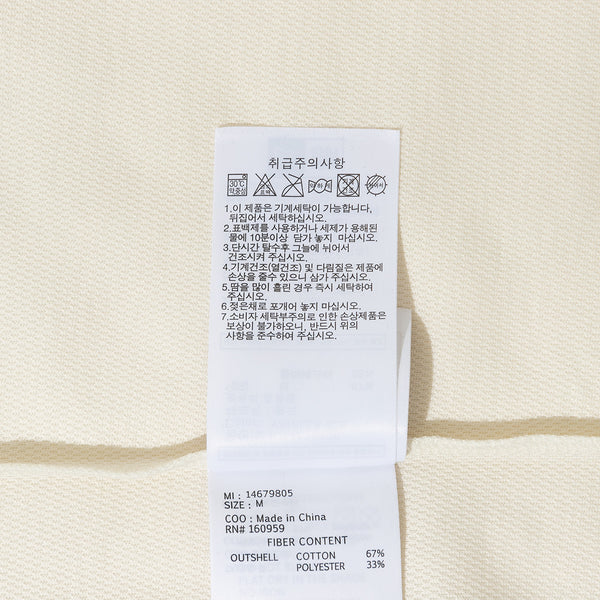 취급주의사항
30℃
약중성
표백
1.이 제품은 기계세탁이 가능합니다,
뒤집어서 세탁하십시오.
2.표백제를 사용하거나 세제가 용해된
물에 10분이상 담가 놓지 마십시오.
3.단시간 탈수후 그늘에 뉘어서
건조시켜 주십시오.
4.기계건조(열건조) 및 다림질은 제품에
손상을 줄수 있으니 삼가 주십시오.
5.땀을 많이 흘린 경우 즉시 세탁하여
주십시오.
6.젖은채로 포개어 놓지 마십시오.
7.소비자 세탁부주의로 인한 손상제품은
보상이 불가하오니, 반드시 위의
사항을 준수하여 주십시오.
MI : 14679805
SIZE : M
COO : Made in China
RN# 160959
FIBER CONTENT
OUTSHELL COTTON 67%
POLYESTER 33%